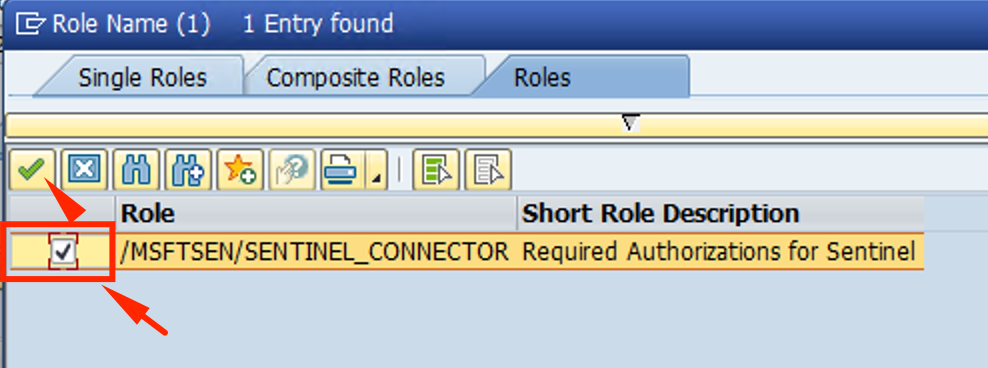 Role Name (1) 1 Entry found
Single Roles Composite Roles Roles
Role Short Role Description
/MSFTSEN/SENTINEL_CONNECTOR Required Authorizations for Sentinel